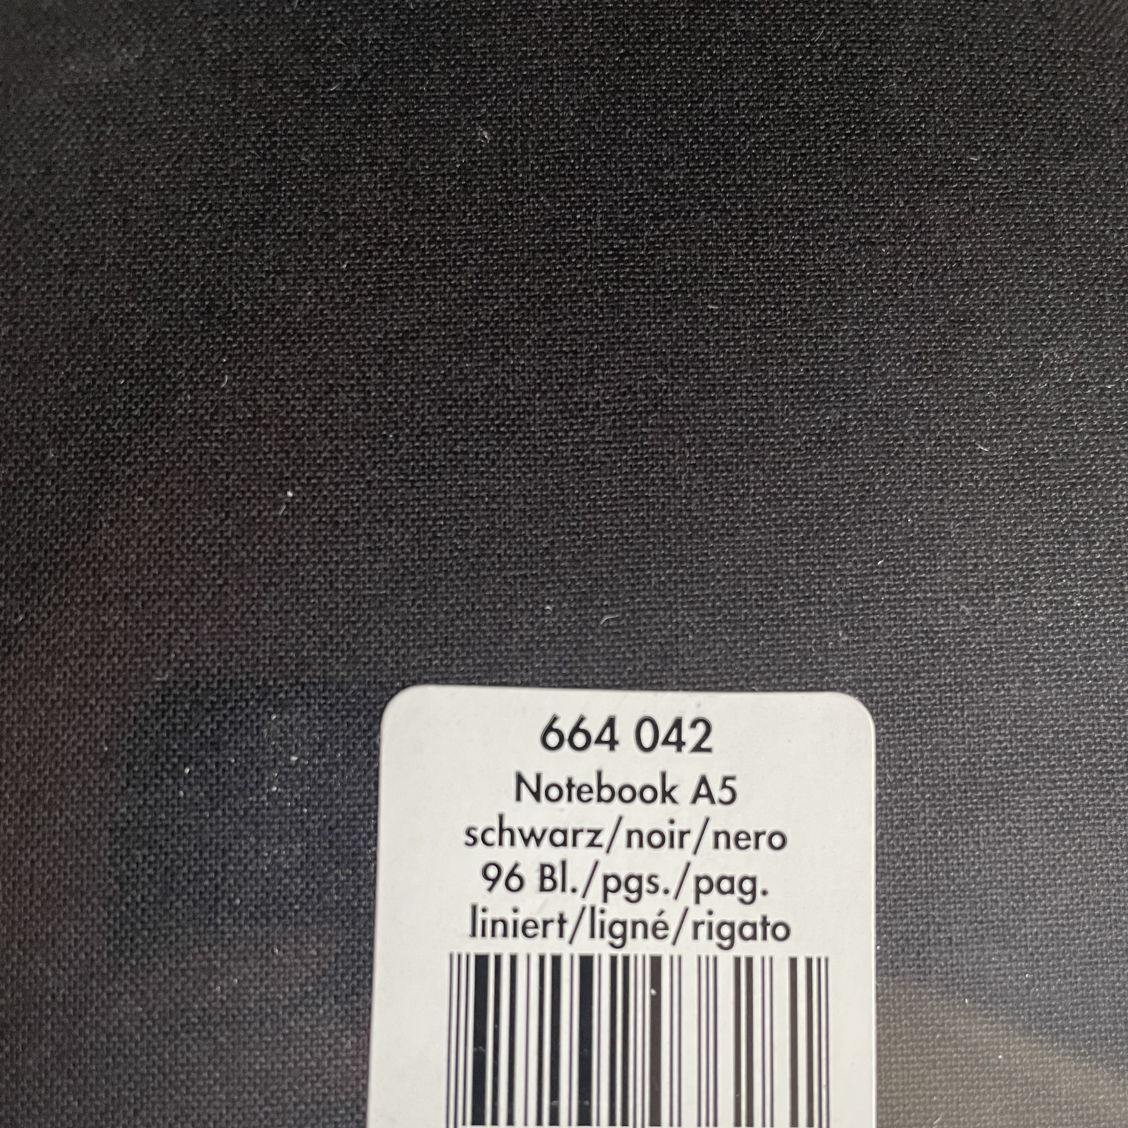 664 042
Notebook A5
schwarz/noir/nero
96 Bl./pgs./pag.
liniert/ligné/rigato